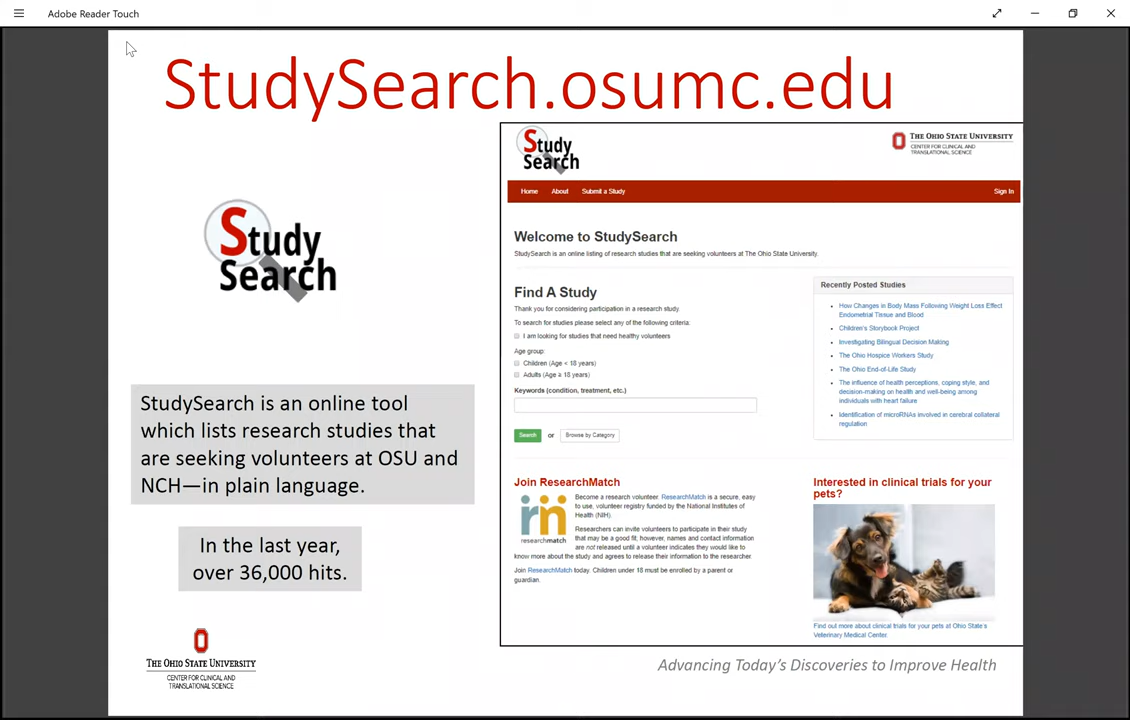 Adobe Reader Touch
StudySearch.osumc.edu
Study
Search
StudySearch is an online tool
which lists research studies that
are seeking volunteers at OSU and
NCH—in plain language.
In the last year,
over 36,000 hits.
THE OHIO STATE UNIVERSITY
CENTER FOR CLINICAL AND
TRANSLATIONAL SCIENCE
Study
Search
THE OHIO STATE UNIVERSITY
CENTER FOR CLINICAL AND
TRANSLATIONAL SCIENCE
Home About Submit a Study Sign In
Welcome to StudySearch
StudySearch is an online listing of research studies that are seeking volunteers at The Ohio State University.
Find A Study
Thank you for considering participation in a research study.
To search for studies please select any of the following criteria:
I am looking for studies that need healthy volunteers
Age group:
Children (Age < 18 years)
Adults (Age ≥ 18 years)
Keywords (condition, treatment, etc.)
Search or Browse by Category
Recently Posted Studies
How Changes in Body Mass Following Weight Loss Effect
Endometrial Tissue and Blood
Children's Storybook Project
Investigating Bilingual Decision Making
The Ohio Hospice Workers Study
The Ohio End-of-Life Study
The influence of health perceptions, coping style, and
decision-making on health and well-being among
individuals with heart failure
Identification of microRNAs involved in cerebral collateral
regulation
Join ResearchMatch
rm
researchmatch
Become a research volunteer. ResearchMatch is a secure, easy
to use, volunteer registry funded by the National Institutes of
Health (NIH).
Researchers can invite volunteers to participate in their study
that may be a good fit; however, names and contact information
are not released until a volunteer indicates they would like to
know more about the study and agrees to release their information to the researcher.
Join ResearchMatch today. Children under 18 must be enrolled by a parent or
guardian.
Interested in clinical trials for your
pets?
Find out more about clinical trials for your pets at Ohio State's
Veterinary Medical Center.
Advancing Today's Discoveries to Improve Health